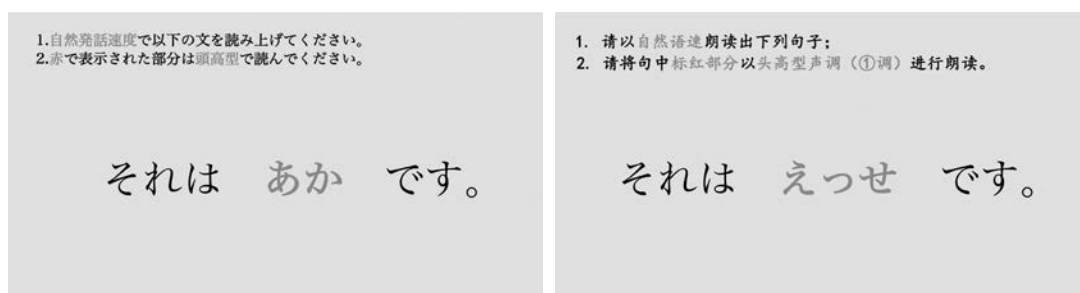 1.自然発話速度で以下の文を読み上げてください。
2.赤で表示された部分は頭高型で読んでください。
それは あか です。
1. 请以自然语速朗读出下列句子；
2. 请将句中标红部分以头高型声调（①调）进行朗读。
それは えっせ です。